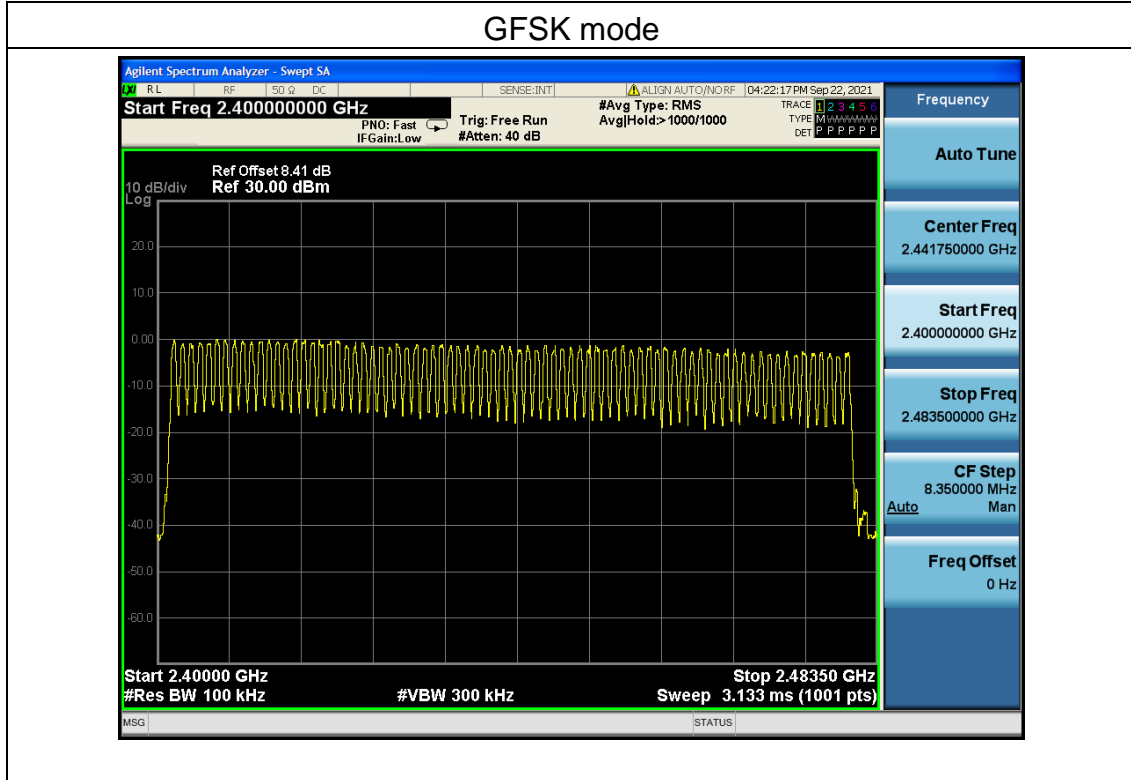 GFSK mode
Agilent Spectrum Analyzer - Swept SA
LXI RL RF 50 Ω DC SENSE:INT ALIGN AUTO/NO RF 04:22:17 PM Sep 22, 2021
Start Freq 2.400000000 GHz
PNO: Fast
IFGain:Low
Trig: Free Run
#Atten: 40 dB
#Avg Type: RMS
Avg|Hold:>1000/1000
TRACE 1 2 3 4 5 6
TYPE M
DET P P P P P P
Ref Offset 8.41 dB
10 dB/div Ref 30.00 dBm
Log
20.0
10.0
0.00
-10.0
-20.0
-30.0
-40.0
-50.0
-60.0
Start 2.40000 GHz Stop 2.48350 GHz
#Res BW 100 kHz #VBW 300 kHz Sweep 3.133 ms (1001 pts)
MSG STATUS
Frequency
Auto Tune
Center Freq
2.441750000 GHz
Start Freq
2.400000000 GHz
Stop Freq
2.483500000 GHz
CF Step
8.350000 MHz
Auto Man
Freq Offset
0 Hz